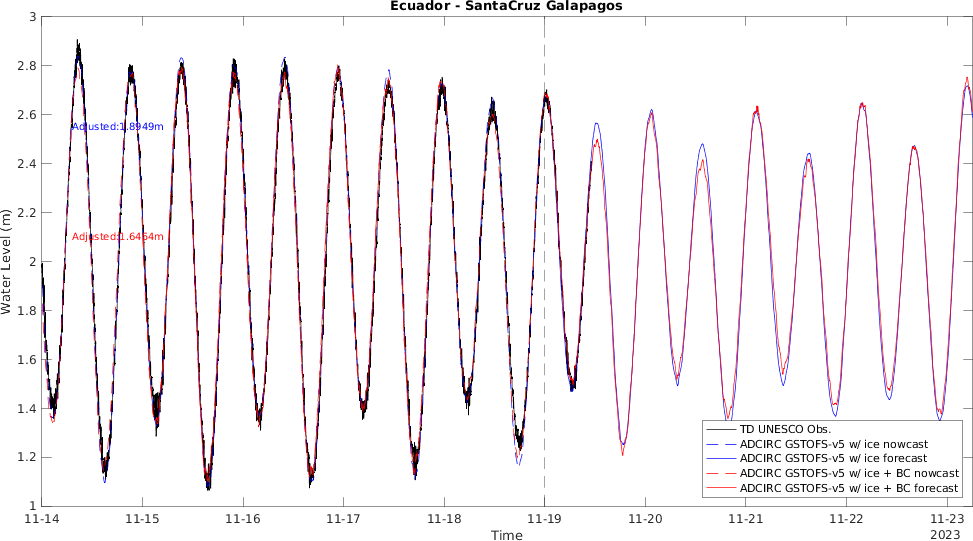 Ecuador - SantaCruz Galapagos
3
2.8
2.6
2.4
2.2
2
1.8
1.6
1.4
1.2
1
Water Level (m)
Adjusted:1.8949m
Adjusted:1.6464m
TD UNESCO Obs.
ADCIRC GSTOFS-v5 w/ ice nowcast
ADCIRC GSTOFS-v5 w/ ice forecast
ADCIRC GSTOFS-v5 w/ ice + BC nowcast
ADCIRC GSTOFS-v5 w/ ice + BC forecast
11-14 11-15 11-16 11-17 11-18 11-19 11-20 11-21 11-22 11-23
Time
2023